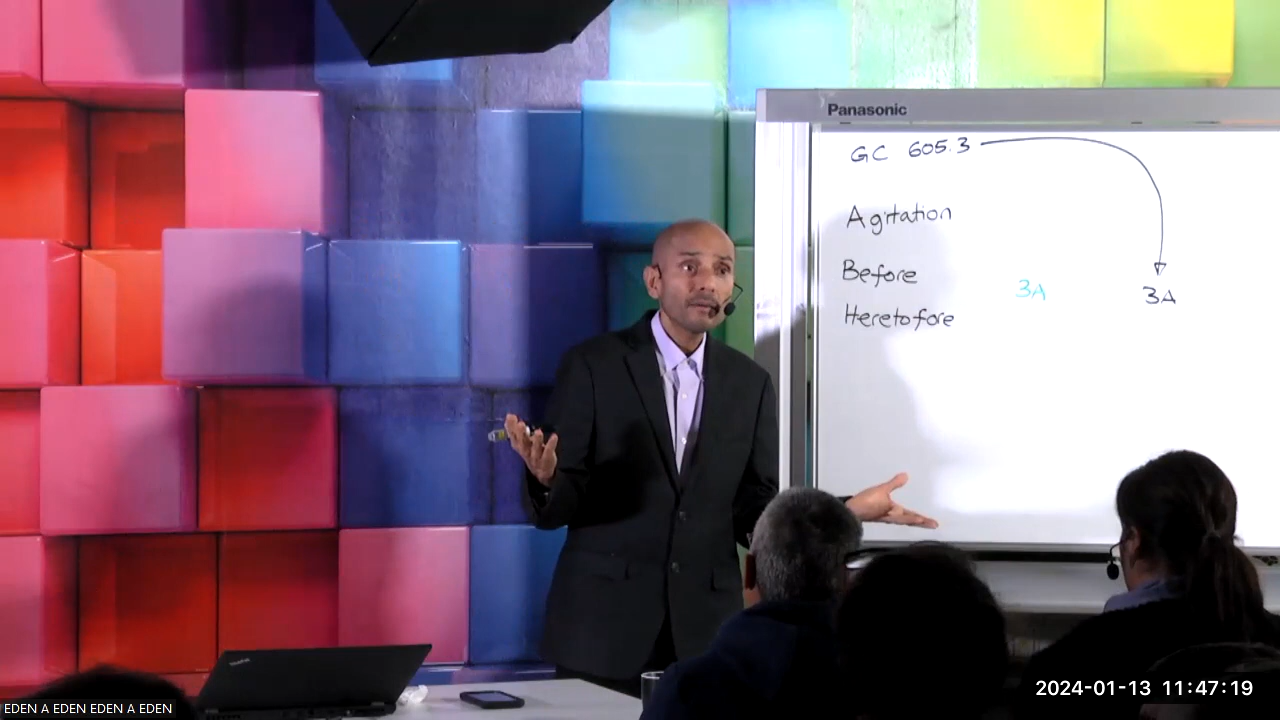 Panasonic
GC 605.3
Agitation
Before
3A 3A
Heretofore
ThinkPad
2024-01-13 11:47:19
EDEN A EDEN EDEN A EDEN